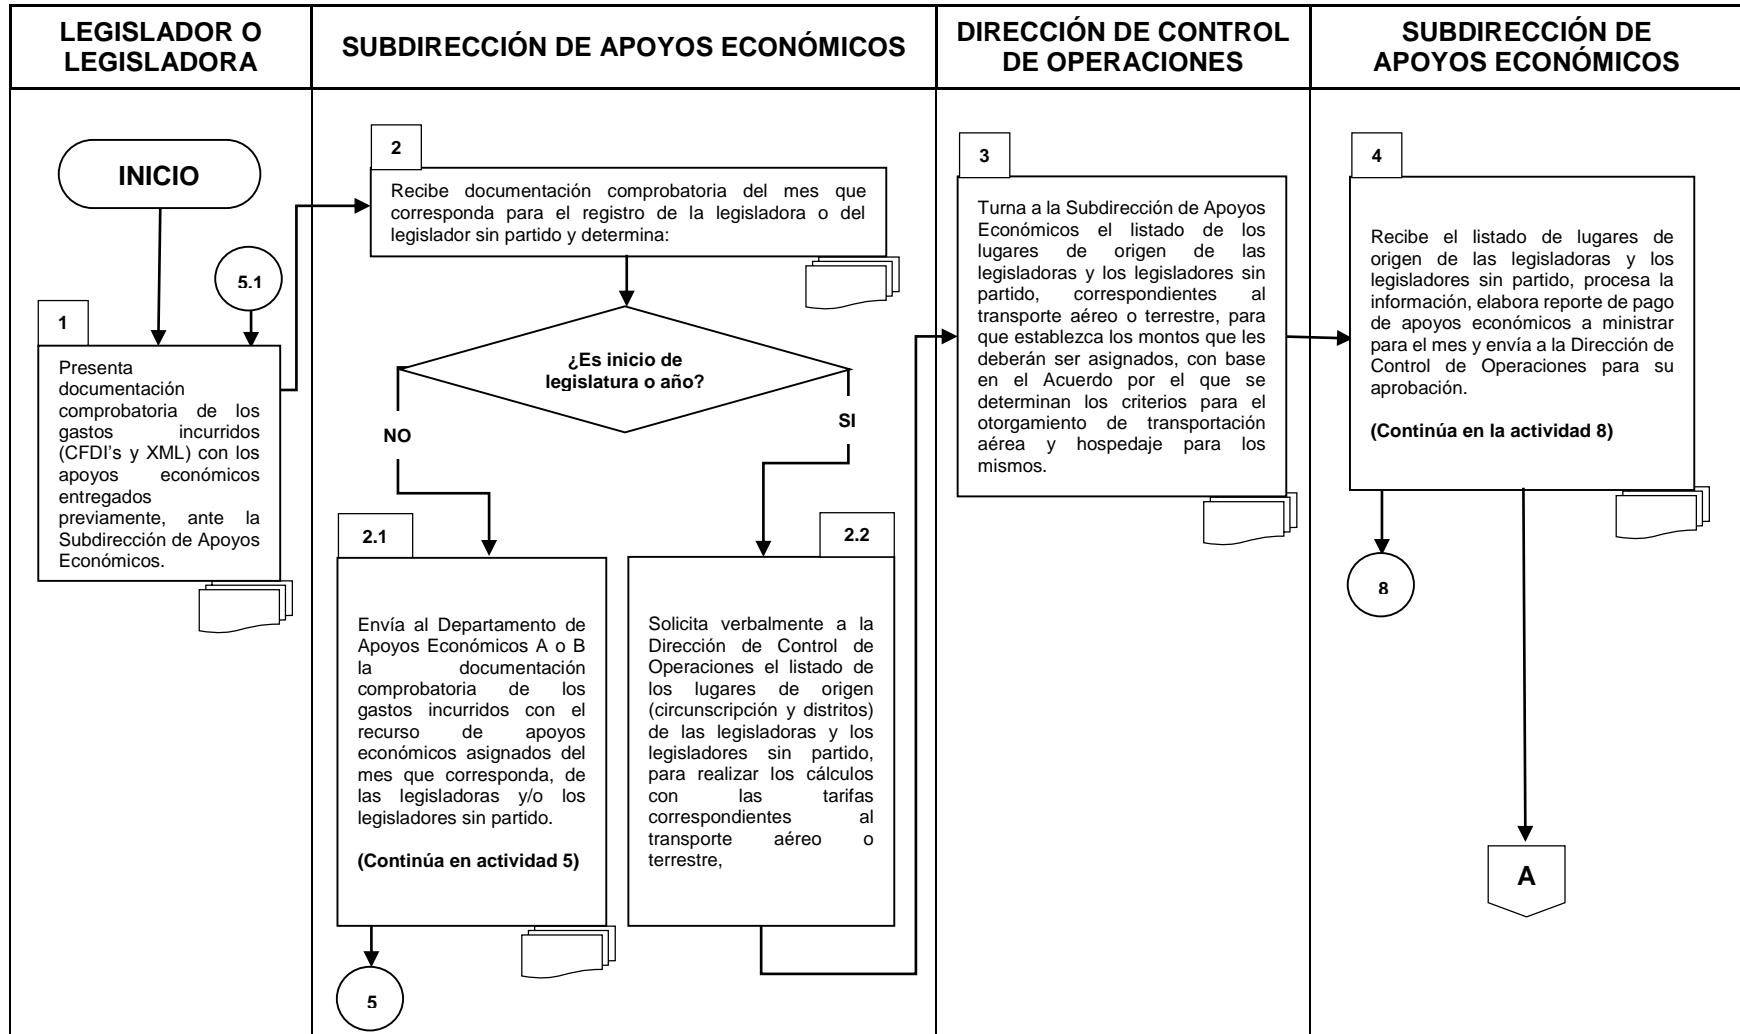 LEGISLADOR O
LEGISLADORA
SUBDIRECCIÓN DE APOYOS ECONÓMICOS
DIRECCIÓN DE CONTROL
DE OPERACIONES
SUBDIRECCIÓN DE
APOYOS ECONÓMICOS
INICIO
5.1
1
Presenta
documentación
comprobatoria de los
gastos incurridos
(CFDI's y XML) con los
apoyos económicos
entregados
previamente, ante la
Subdirección de Apoyos
Económicos.
2
Recibe documentación comprobatoria del mes que
corresponda para el registro de la legisladora o del
legislador sin partido y determina:
¿Es inicio de
legislatura o año?
NO
SI
2.1
Envía al Departamento de
Apoyos Económicos A o B
la documentación
comprobatoria de los
gastos incurridos con el
recurso de apoyos
económicos asignados del
mes que corresponda, de
las legisladoras y/o los
legisladores sin partido.
(Continúa en actividad 5)
5
2.2
Solicita verbalmente a la
Dirección de Control de
Operaciones el listado de
los lugares de origen
(circunscripción y distritos)
de las legisladoras y los
legisladores sin partido,
para realizar los cálculos
con las tarifas
correspondientes al
transporte aéreo o
terrestre,
3
Turna a la Subdirección de Apoyos
Económicos el listado de los
lugares de origen de las
legisladoras y los legisladores sin
partido, correspondientes al
transporte aéreo o terrestre, para
que establezca los montos que les
deberán ser asignados, con base
en el Acuerdo por el que se
determinan los criterios para el
otorgamiento de transportación
aérea y hospedaje para los
mismos.
4
Recibe el listado de lugares de
origen de las legisladoras y los
legisladores sin partido, procesa la
información, elabora reporte de pago
de apoyos económicos a ministrar
para el mes y envía a la Dirección de
Control de Operaciones para su
aprobación.
(Continúa en la actividad 8)
8
A